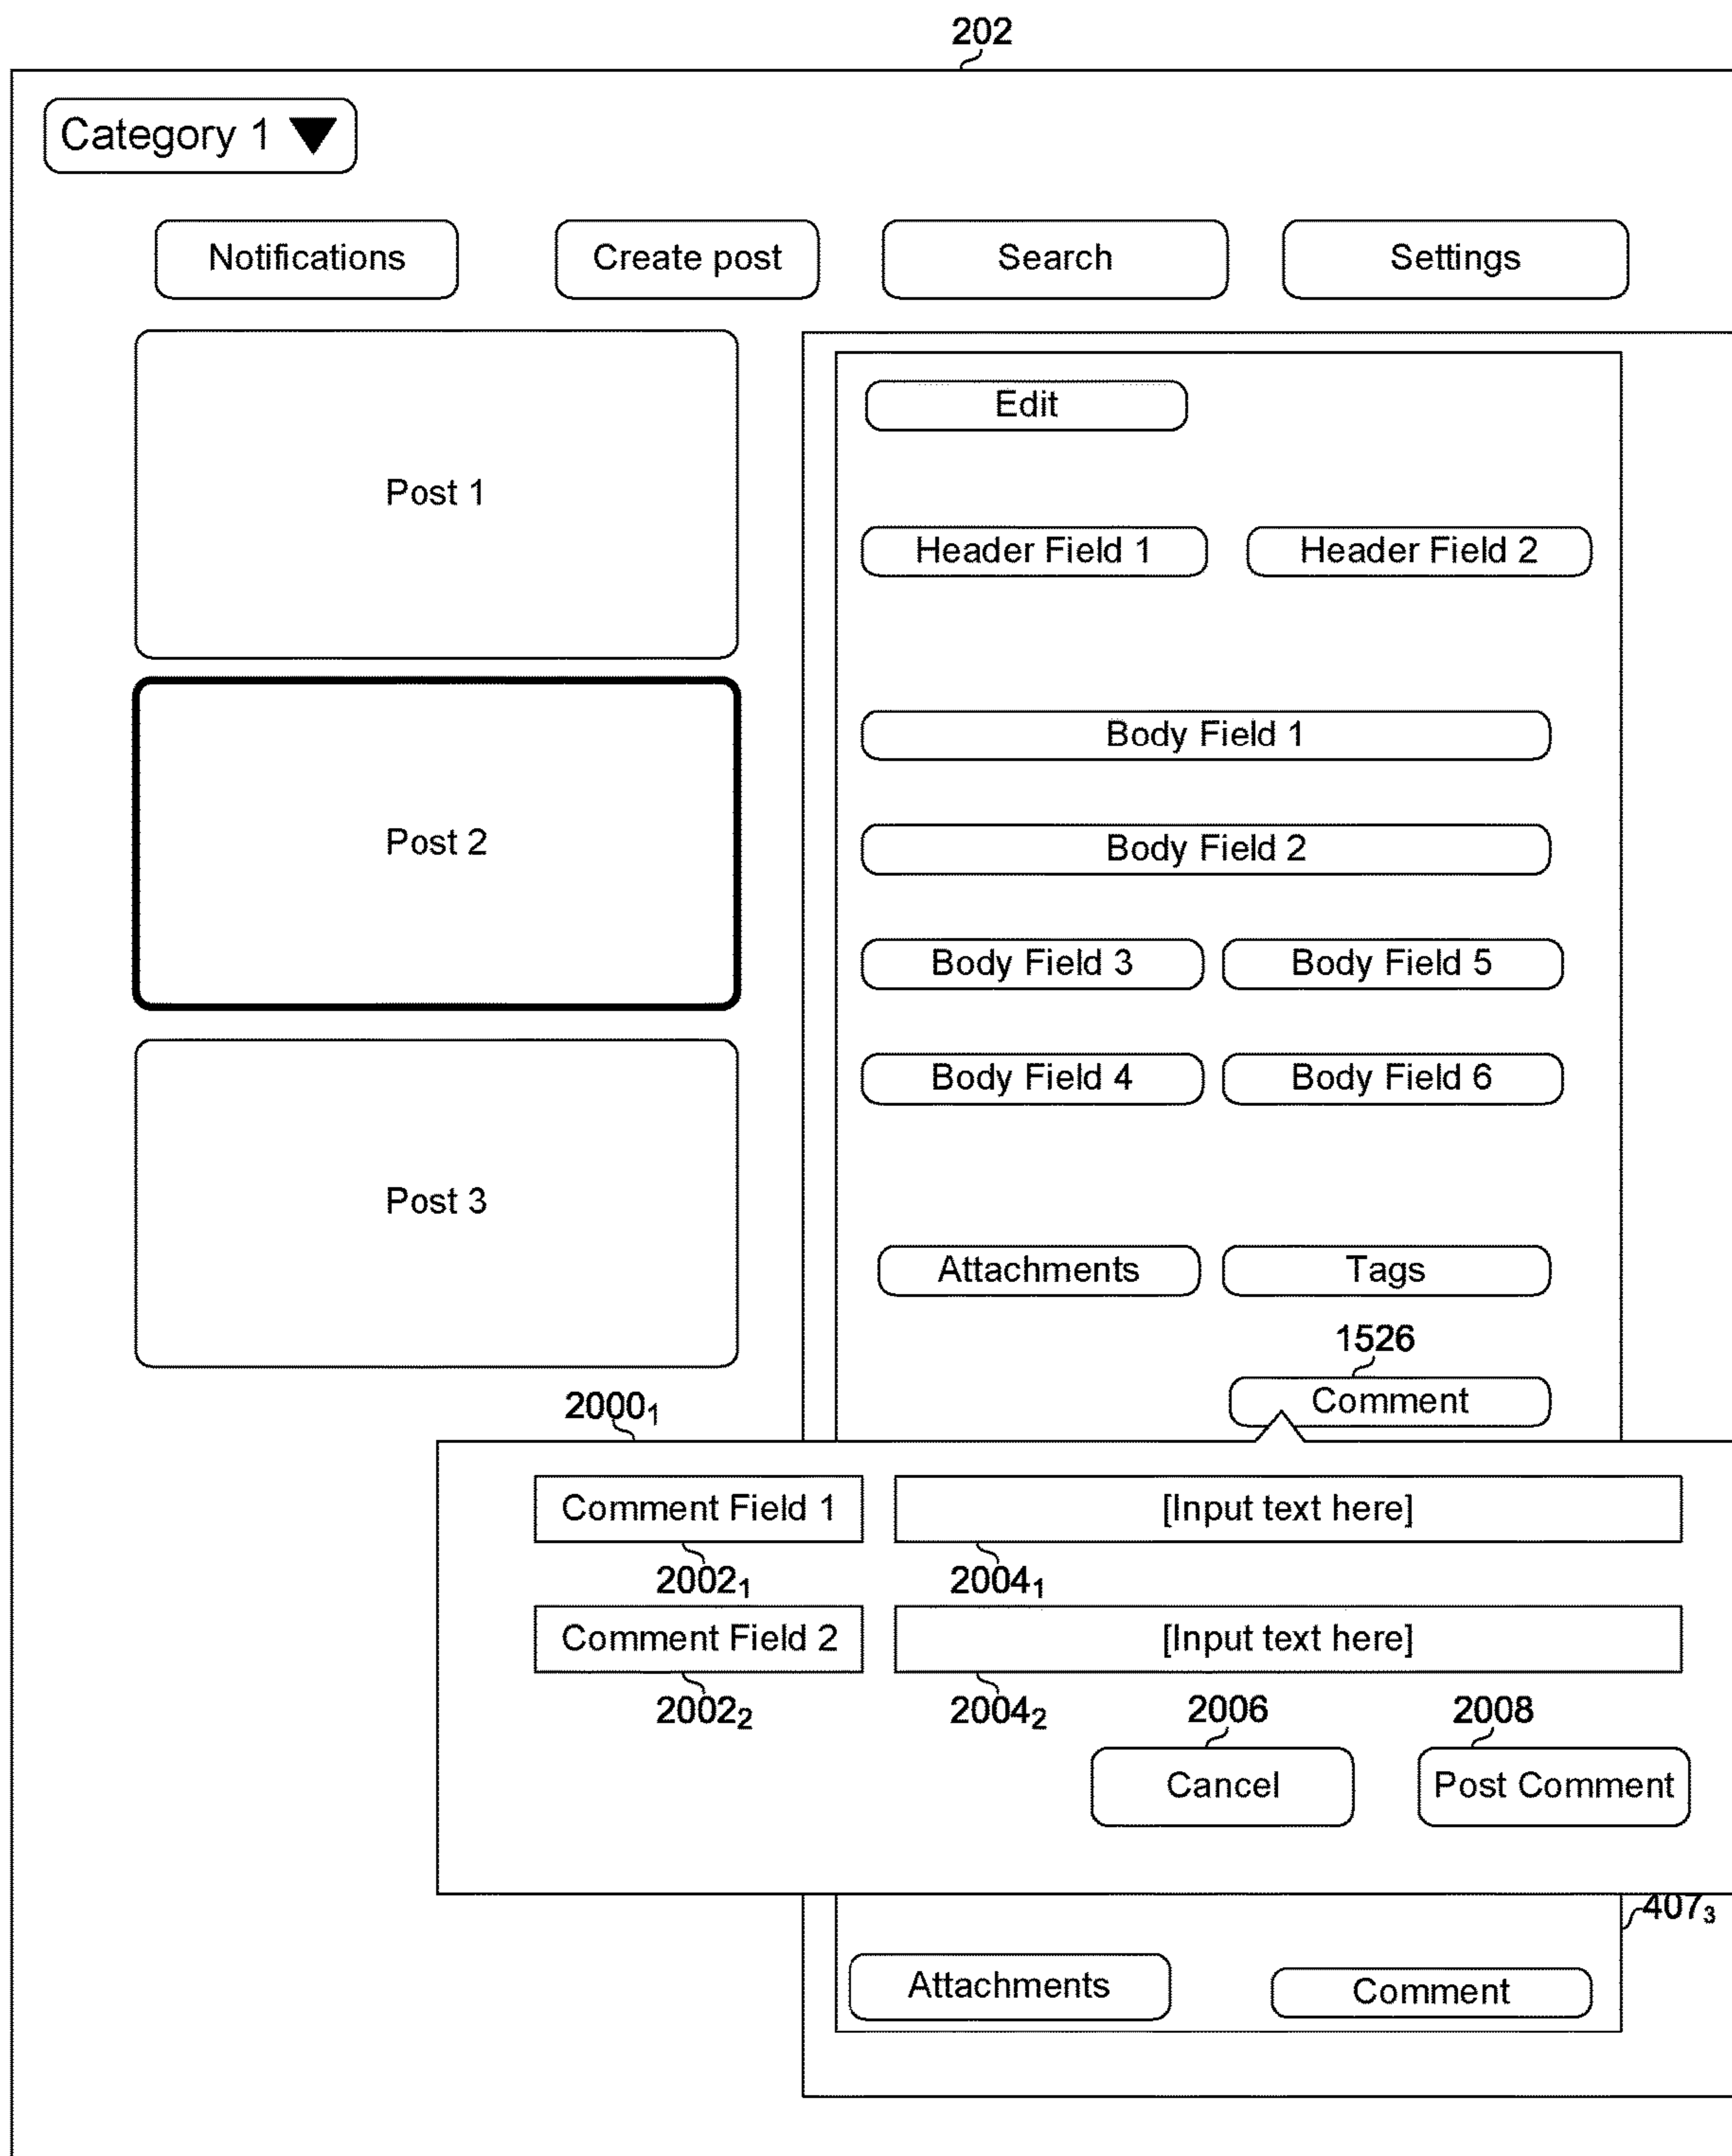 202
Category 1 ▼
Notifications Create post Search Settings
Edit
Post 1
Header Field 1 Header Field 2
Body Field 1
Post 2
Body Field 2
Body Field 3 Body Field 5
Body Field 4 Body Field 6
Post 3
Attachments Tags
1526
Comment
2000₁
Comment Field 1 [Input text here]
2002₁ 2004₁
Comment Field 2 [Input text here]
2002₂ 2004₂ 2006 2008
Cancel Post Comment
407₃
Attachments Comment